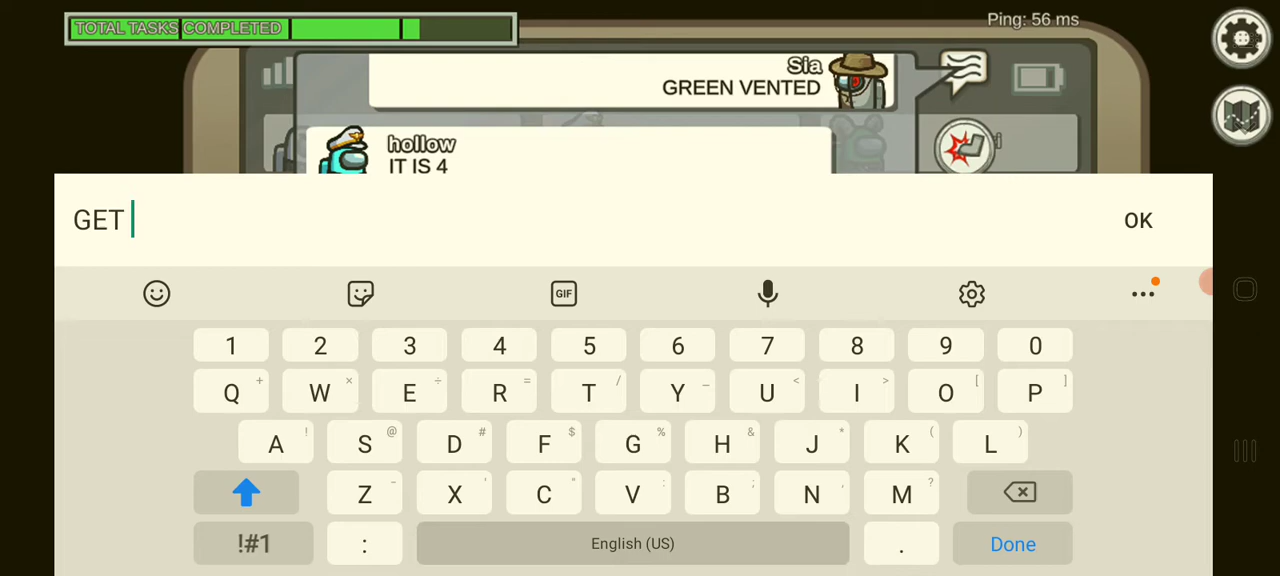 TOTAL TASKS COMPLETED
Ping: 56 ms
Sia
GREEN VENTED
hollow
IT IS 4
GET
OK
GIF
1 2 3 4 5 6 7 8 9 0
Q + W × E ÷ R = T / Y _ U < I > O [ P ]
A ! S @ D # F $ G % H & J * K ( L )
Z - X ' C " V : B ; N , M ?
!#1 : English (US) . Done